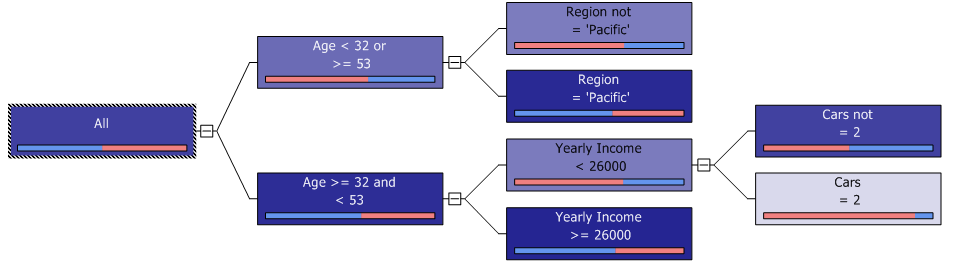 All
Age < 32 or
>= 53
Age >= 32 and
< 53
Region not
= 'Pacific'
Region
= 'Pacific'
Yearly Income
< 26000
Yearly Income
>= 26000
Cars not
= 2
Cars
= 2